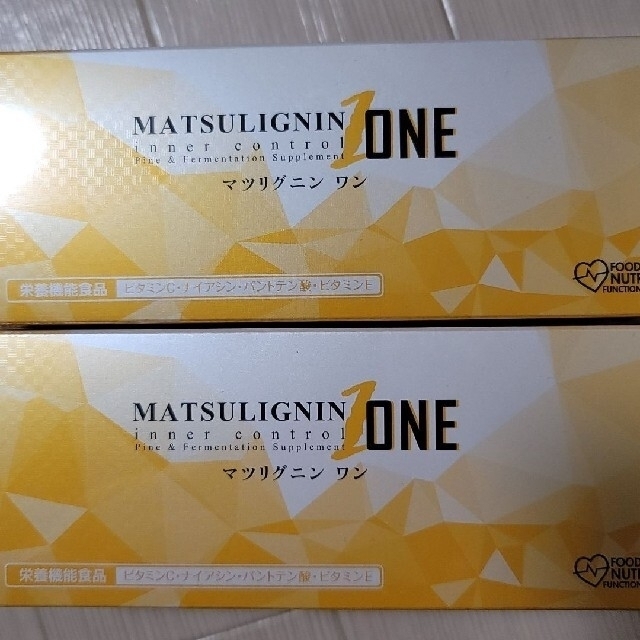 MATSULIGNIN 1 ONE
inner control
Pine & Fermentation Supplement
マツリグニン ワン
栄養機能食品 ビタミンC・ナイアシン・パントテン酸・ビタミンE
FOOD
NUTR
FUNCTION
MATSULIGNIN 1 ONE
inner control
Pine & Fermentation Supplement
マツリグニン ワン
栄養機能食品 ビタミンC・ナイアシン・パントテン酸・ビタミンE
FOOD
NUTR
FUNCTION